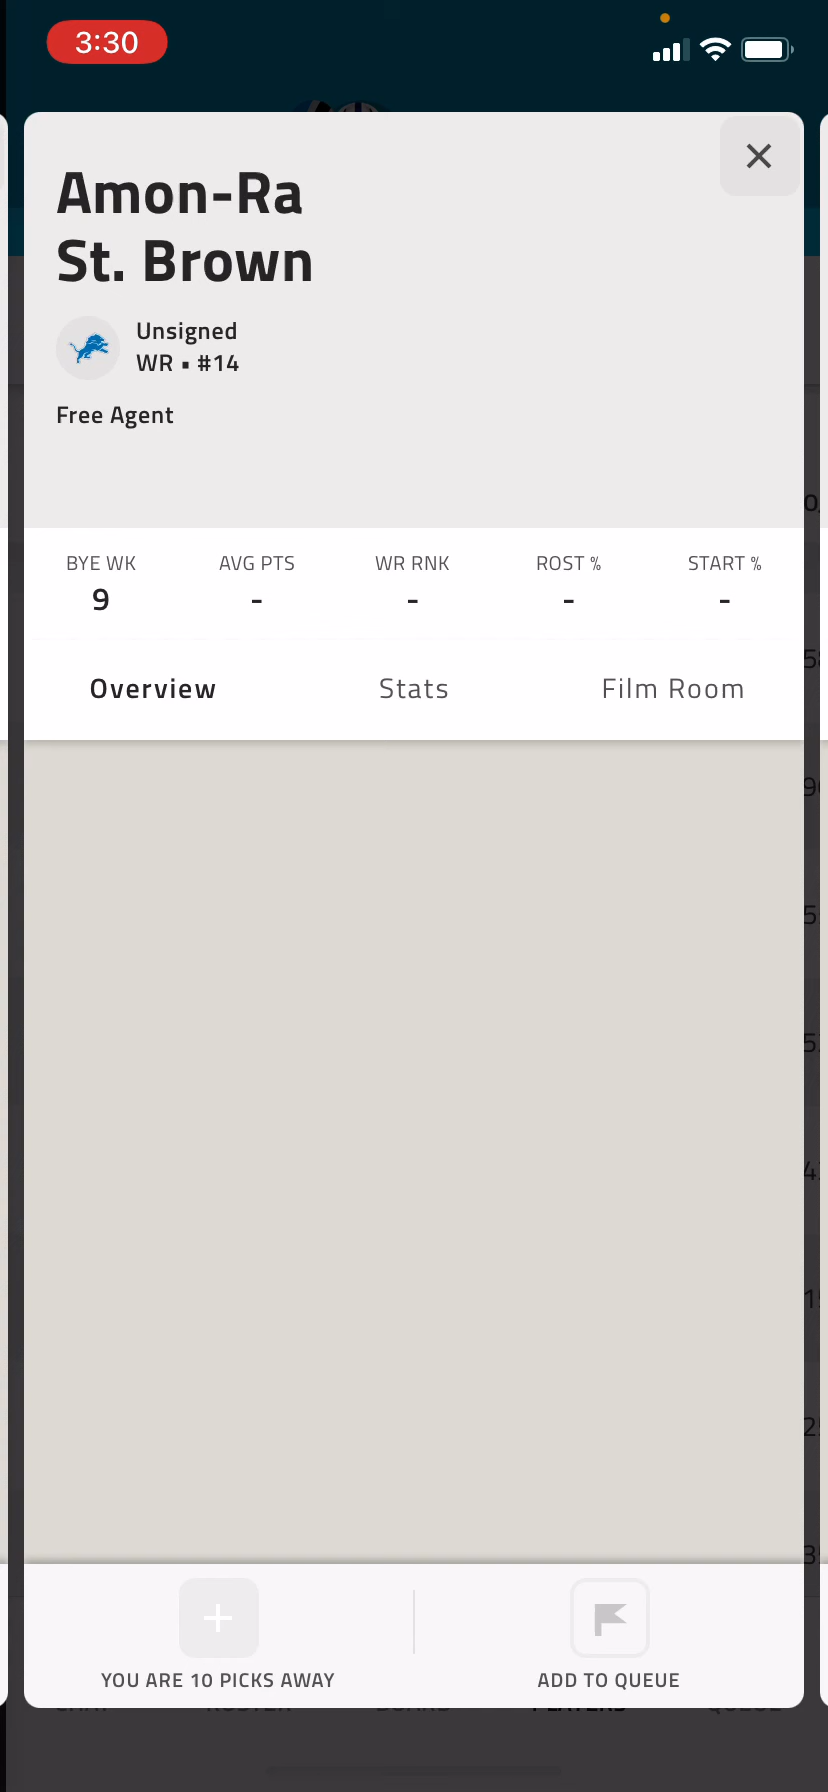 3:30
Amon-Ra
St. Brown
Unsigned
WR ▪ #14
Free Agent
BYE WK AVG PTS WR RNK ROST % START %
9 - - - -
Overview Stats Film Room
YOU ARE 10 PICKS AWAY ADD TO QUEUE